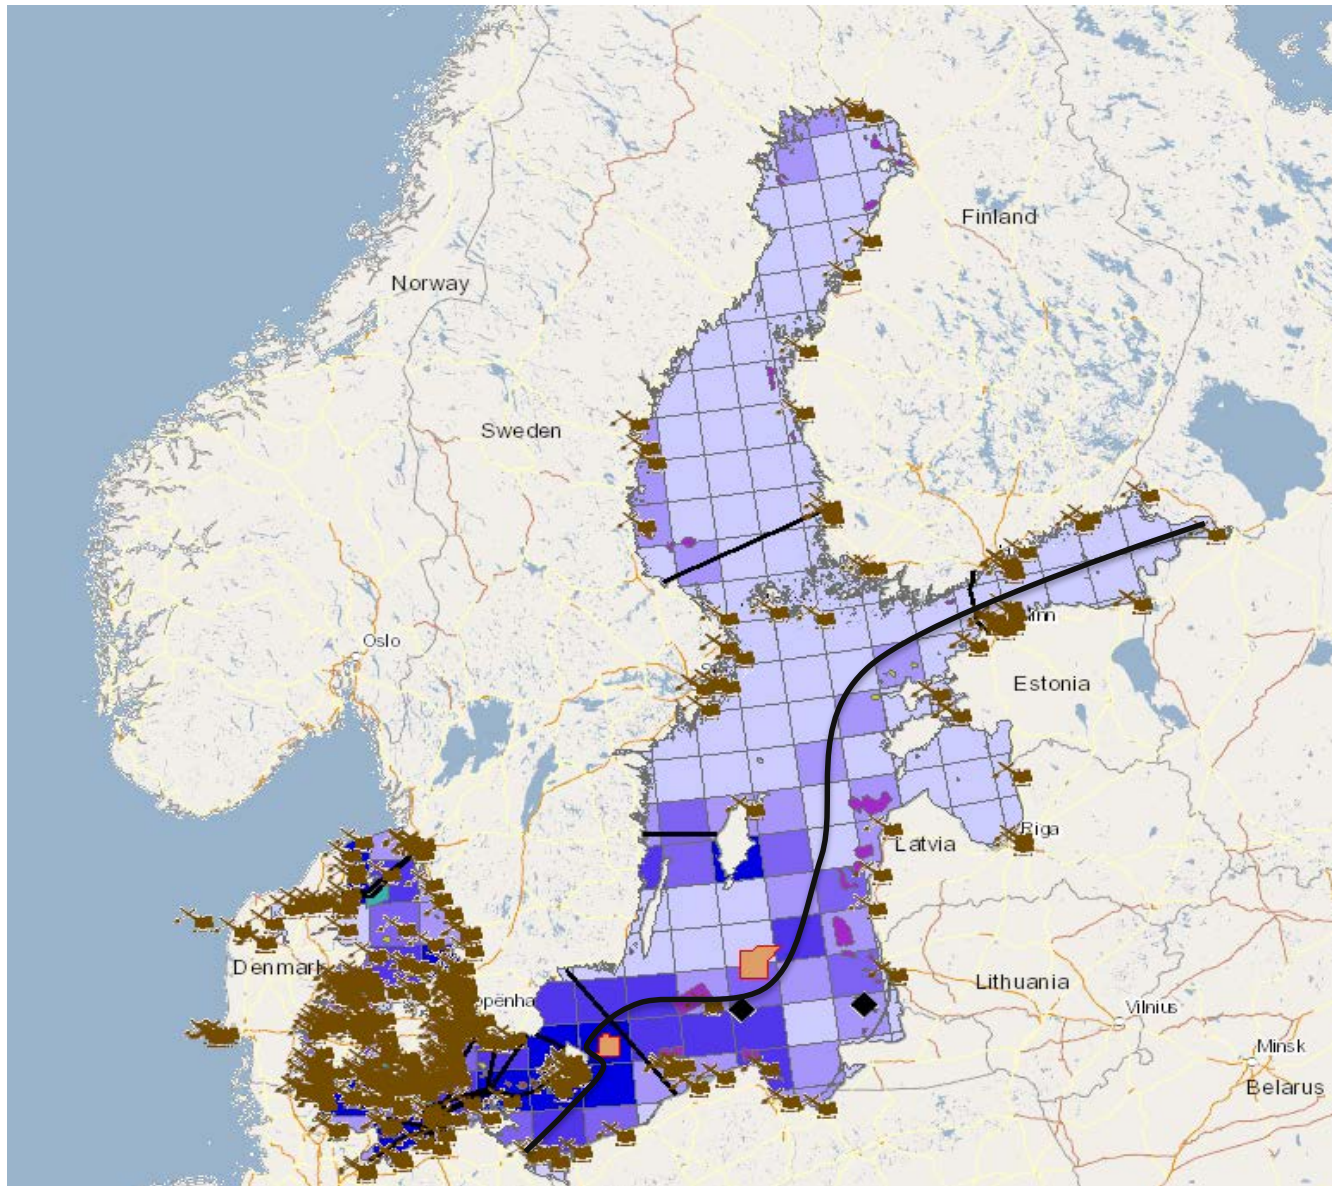 Finland
Norway
Sweden
Oslo
Estonia
Riga
Latvia
Denmark
Lithuania
Vilnius
Minsk
Belarus